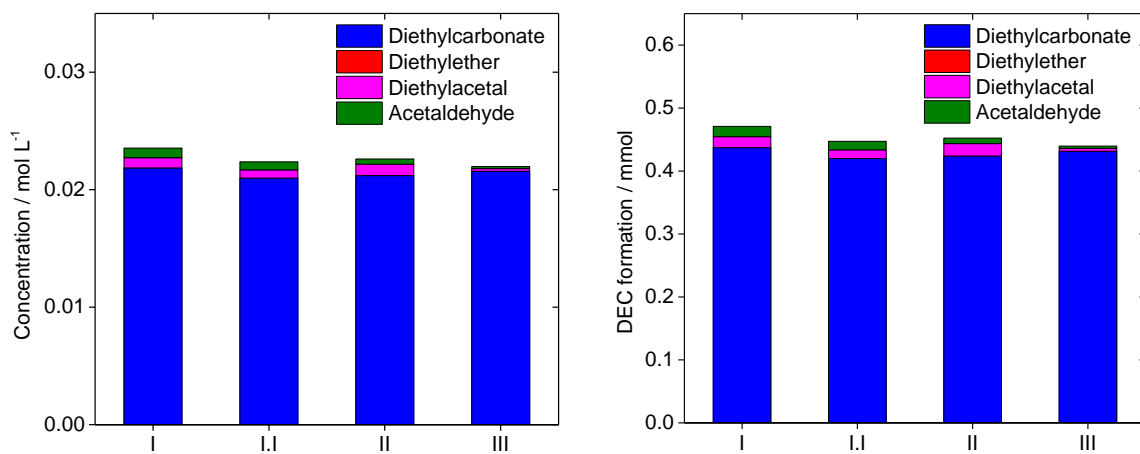 Concentration / mol L⁻¹
0.03
0.02
0.01
0.00
Diethylcarbonate
Diethylether
Diethylacetal
Acetaldehyde
I
I.I
II
III
DEC formation / mmol
0.6
0.5
0.4
0.3
0.2
0.1
0.0
Diethylcarbonate
Diethylether
Diethylacetal
Acetaldehyde
I
I.I
II
III